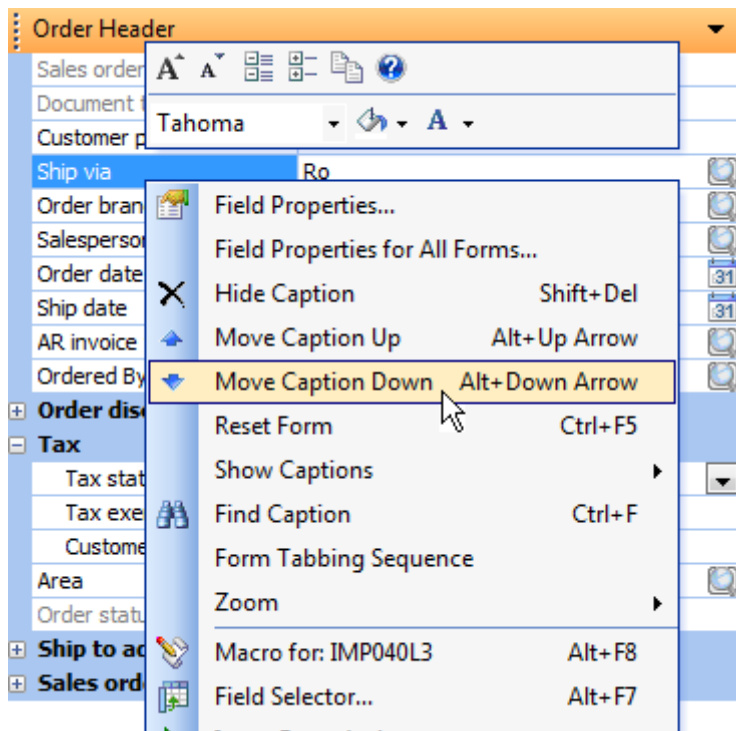 Order Header
Sales order
Document
Tahoma
A
Customer
Ship via Ro
Order bran
Field Properties...
Field Properties for All Forms...
Order date
31
Hide Caption Shift+Del
Ship date
31
Move Caption Up Alt+Up Arrow
AR invoice
Ordered By
Move Caption Down Alt+Down Arrow
Order disc
Reset Form Ctrl+F5
Tax
Show Captions
Tax stat
Tax exe
Find Caption Ctrl+F
Custome
Form Tabbing Sequence
Area
Zoom
Order statu
Ship to ad
Macro for: IMP040L3 Alt+F8
Sales ord
Field Selector... Alt+F7